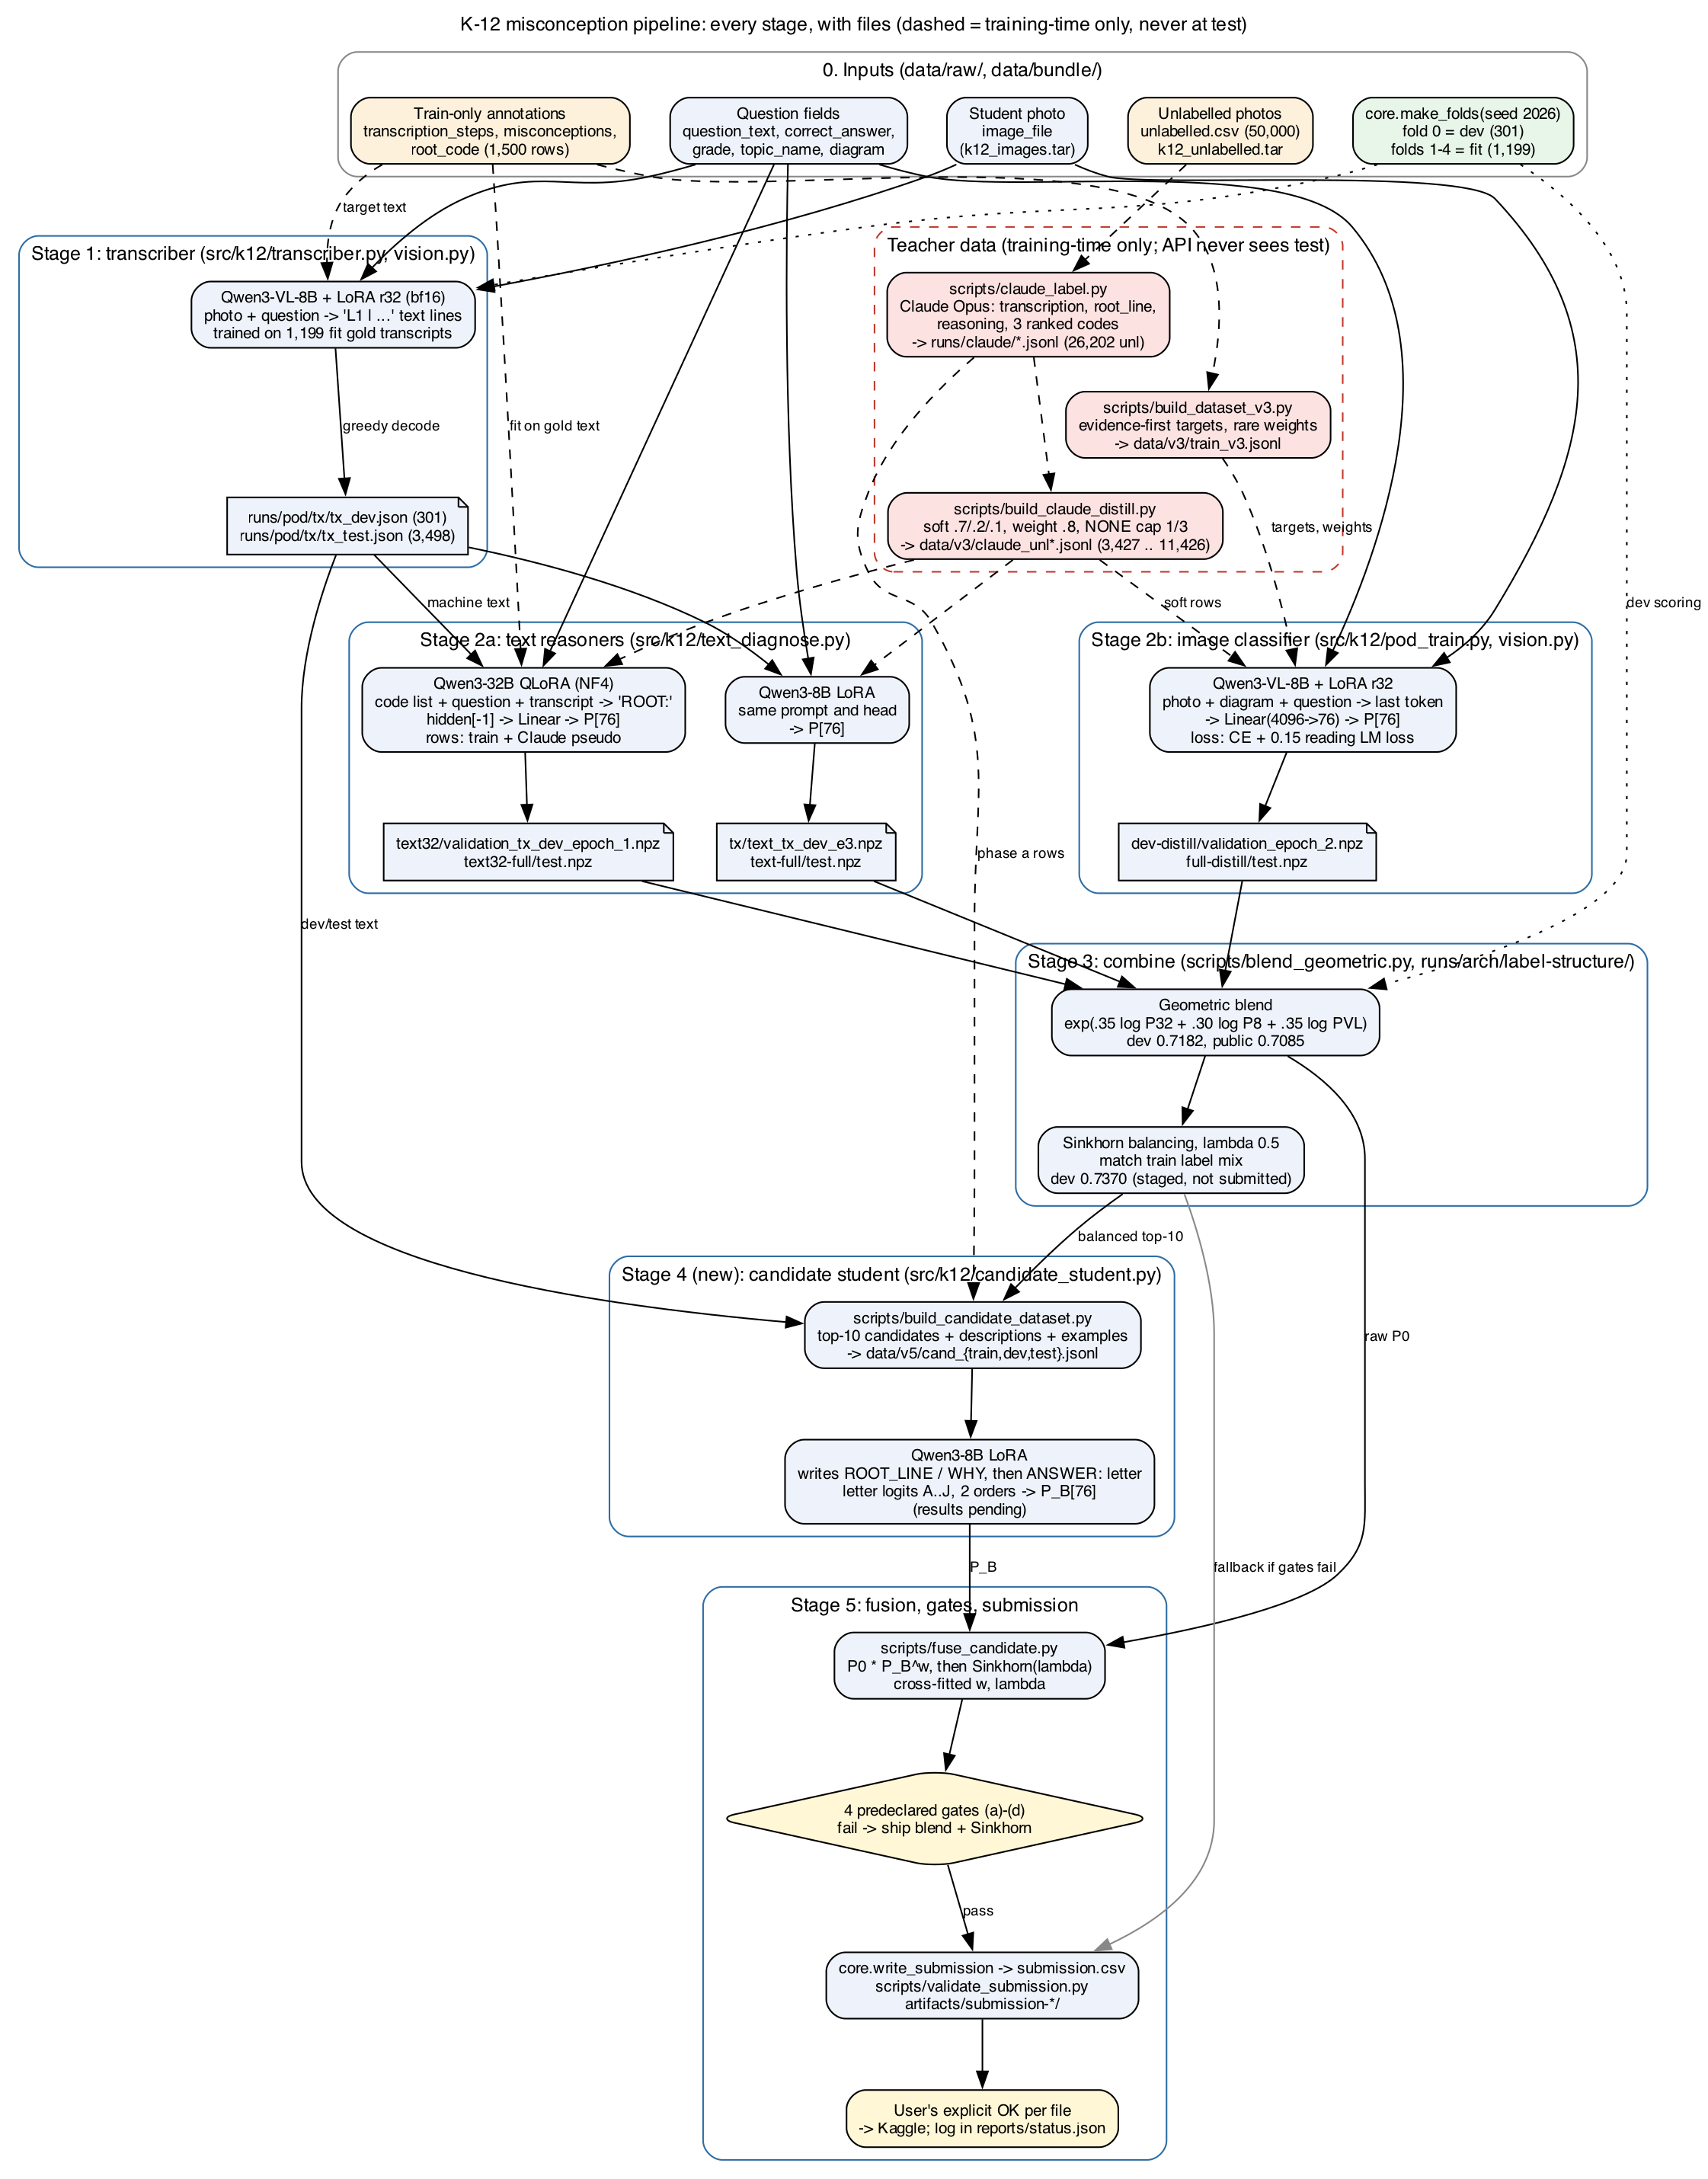 K-12 misconception pipeline: every stage, with files (dashed = training-time only, never at test)
0. Inputs (data/raw/, data/bundle/)
Train-only annotations
transcription_steps, misconceptions,
root_code (1,500 rows)
Question fields
question_text, correct_answer,
grade, topic_name, diagram
Student photo
image_file
(k12_images.tar)
Unlabelled photos
unlabelled.csv (50,000)
k12_unlabelled.tar
core.make_folds(seed 2026)
fold 0 = dev (301)
folds 1-4 = fit (1,199)
target text
Stage 1: transcriber (src/k12/transcriber.py, vision.py)
Qwen3-VL-8B + LoRA r32 (bf16)
photo + question -> 'L1 | ...' text lines
trained on 1,199 fit gold transcripts
greedy decode
fit on gold text
runs/pod/tx/tx_dev.json (301)
runs/pod/tx/tx_test.json (3,498)
Teacher data (training-time only; API never sees test)
scripts/claude_label.py
Claude Opus: transcription, root_line,
reasoning, 3 ranked codes
-> runs/claude/*.jsonl (26,202 unl)
scripts/build_dataset_v3.py
evidence-first targets, rare weights
-> data/v3/train_v3.jsonl
scripts/build_claude_distill.py
soft .7/.2/.1, weight .8, NONE cap 1/3
-> data/v3/claude_unl*.jsonl (3,427 .. 11,426)
targets, weights
machine text
soft rows
dev scoring
Stage 2a: text reasoners (src/k12/text_diagnose.py)
Qwen3-32B QLoRA (NF4)
code list + question + transcript -> 'ROOT:'
hidden[-1] -> Linear -> P[76]
rows: train + Claude pseudo
Qwen3-8B LoRA
same prompt and head
-> P[76]
text32/validation_tx_dev_epoch_1.npz
text32-full/test.npz
tx/text_tx_dev_e3.npz
text-full/test.npz
Stage 2b: image classifier (src/k12/pod_train.py, vision.py)
Qwen3-VL-8B + LoRA r32
photo + diagram + question -> last token
-> Linear(4096->76) -> P[76]
loss: CE + 0.15 reading LM loss
dev-distill/validation_epoch_2.npz
full-distill/test.npz
phase a rows
dev/test text
Stage 3: combine (scripts/blend_geometric.py, runs/arch/label-structure/)
Geometric blend
exp(.35 log P32 + .30 log P8 + .35 log PVL)
dev 0.7182, public 0.7085
Sinkhorn balancing, lambda 0.5
match train label mix
dev 0.7370 (staged, not submitted)
balanced top-10
raw P0
Stage 4 (new): candidate student (src/k12/candidate_student.py)
scripts/build_candidate_dataset.py
top-10 candidates + descriptions + examples
-> data/v5/cand_{train,dev,test}.jsonl
Qwen3-8B LoRA
writes ROOT_LINE / WHY, then ANSWER: letter
letter logits A..J, 2 orders -> P_B[76]
(results pending)
P_B
fallback if gates fail
Stage 5: fusion, gates, submission
scripts/fuse_candidate.py
P0 * P_B^w, then Sinkhorn(lambda)
cross-fitted w, lambda
4 predeclared gates (a)-(d)
fail -> ship blend + Sinkhorn
pass
core.write_submission -> submission.csv
scripts/validate_submission.py
artifacts/submission-*/
User's explicit OK per file
-> Kaggle; log in reports/status.json